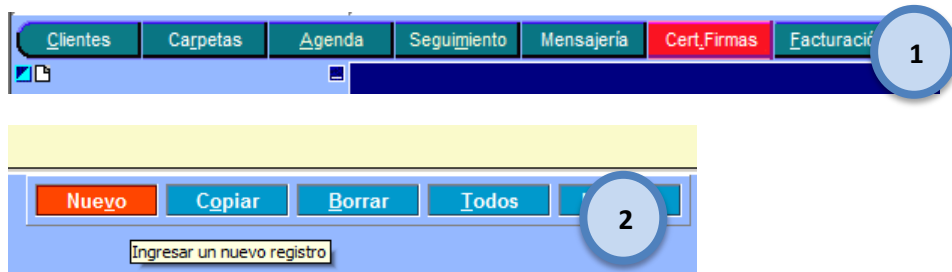 Clientes Carpetas Agenda Seguimiento Mensajería Cert.Firmas Facturació
1
Nuevo Copiar Borrar Todos
2
Ingresar un nuevo registro